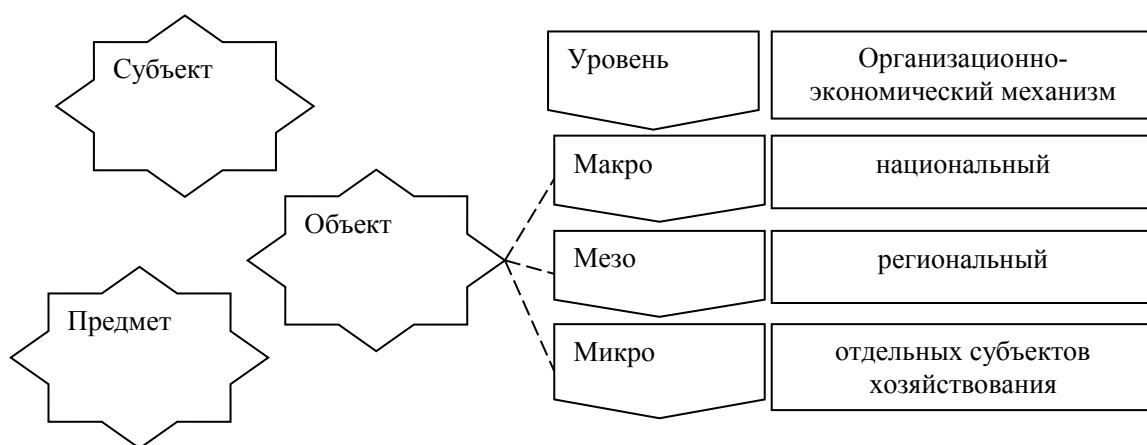 Субъект
Объект
Предмет
Уровень
Организационно-
экономический механизм
Макро
национальный
Мезо
региональный
Микро
отдельных субъектов
хозяйствования